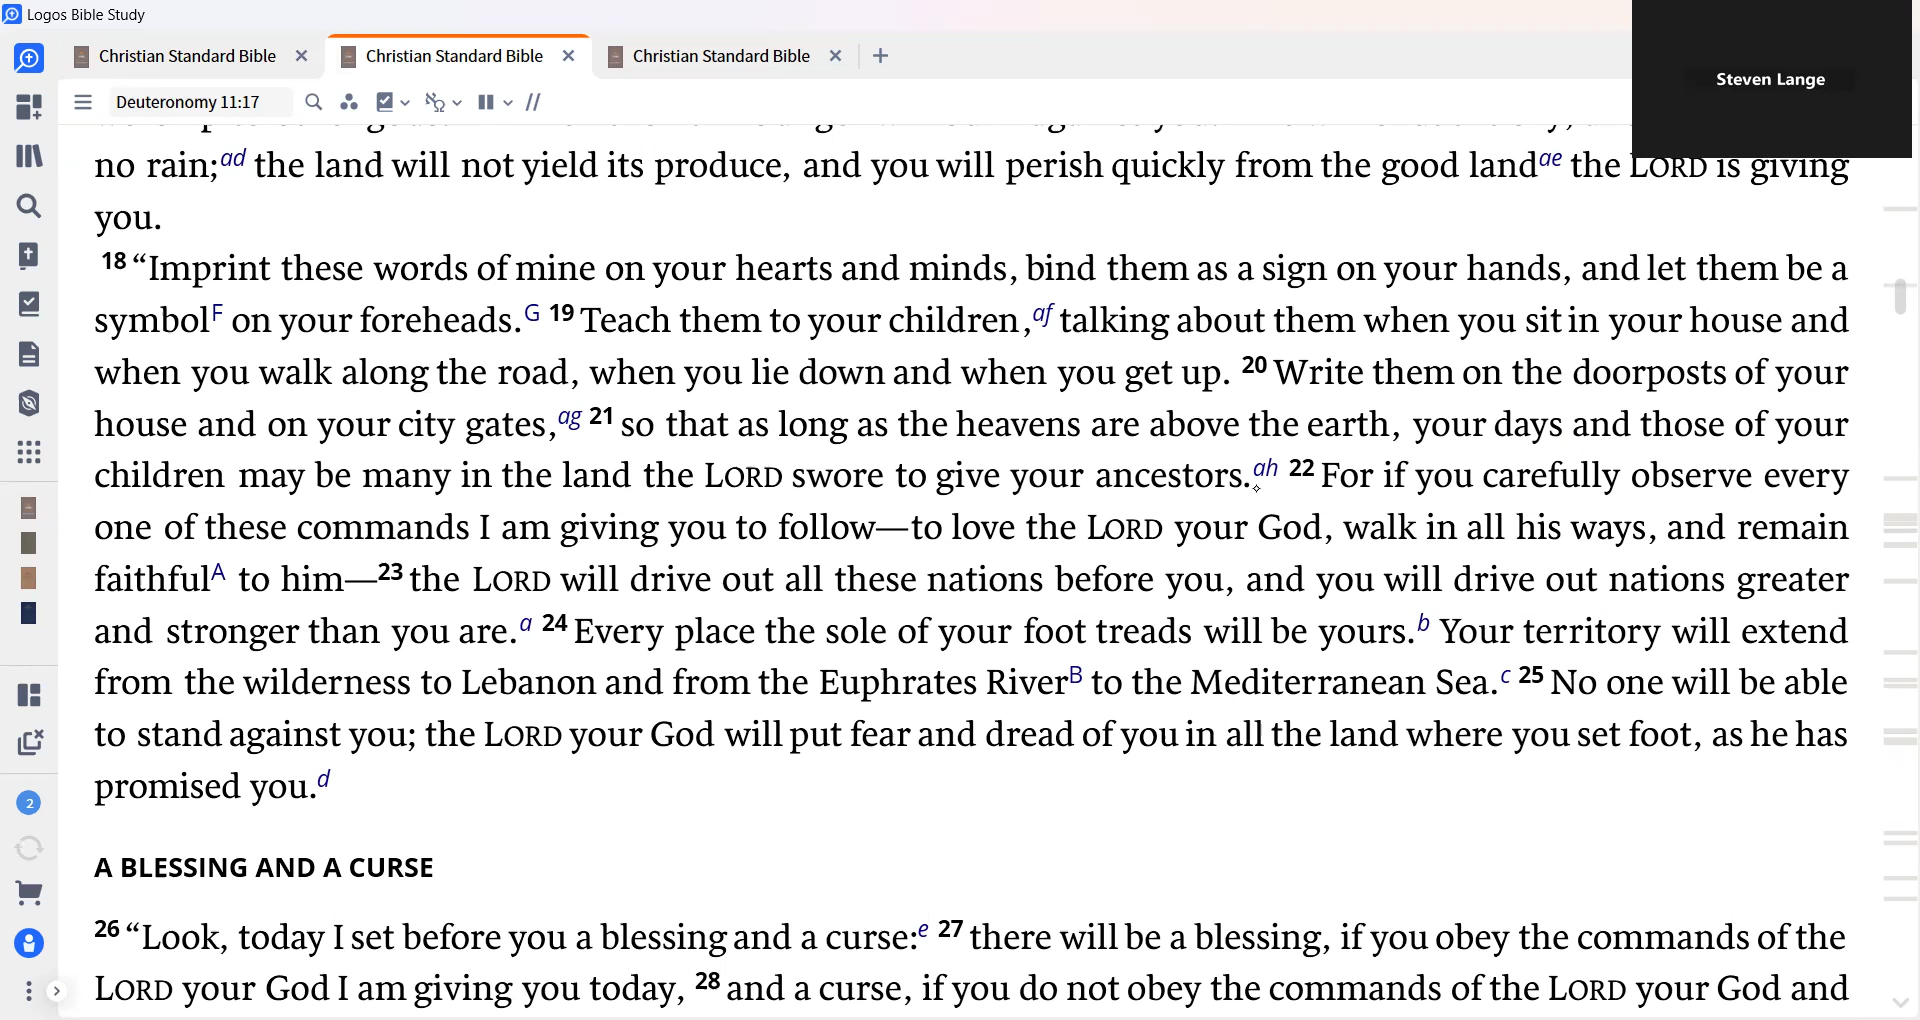 Logos Bible Study
Christian Standard Bible
Christian Standard Bible
Christian Standard Bible
Steven Lange
Deuteronomy 11:17
no rain;ad the land will not yield its produce, and you will perish quickly from the good landae the LORD is giving
you.
18 “Imprint these words of mine on your hearts and minds, bind them as a sign on your hands, and let them be a
symbolF on your foreheads.G 19 Teach them to your children,af talking about them when you sit in your house and
when you walk along the road, when you lie down and when you get up. 20 Write them on the doorposts of your
house and on your city gates,ag 21 so that as long as the heavens are above the earth, your days and those of your
children may be many in the land the LORD swore to give your ancestors.ah 22 For if you carefully observe every
one of these commands I am giving you to follow—to love the LORD your God, walk in all his ways, and remain
faithfulA to him—23 the LORD will drive out all these nations before you, and you will drive out nations greater
and stronger than you are.a 24 Every place the sole of your foot treads will be yours.b Your territory will extend
from the wilderness to Lebanon and from the Euphrates RiverB to the Mediterranean Sea.c 25 No one will be able
to stand against you; the LORD your God will put fear and dread of you in all the land where you set foot, as he has
promised you.d
A BLESSING AND A CURSE
26 “Look, today I set before you a blessing and a curse:e 27 there will be a blessing, if you obey the commands of the
LORD your God I am giving you today, 28 and a curse, if you do not obey the commands of the LORD your God and
2